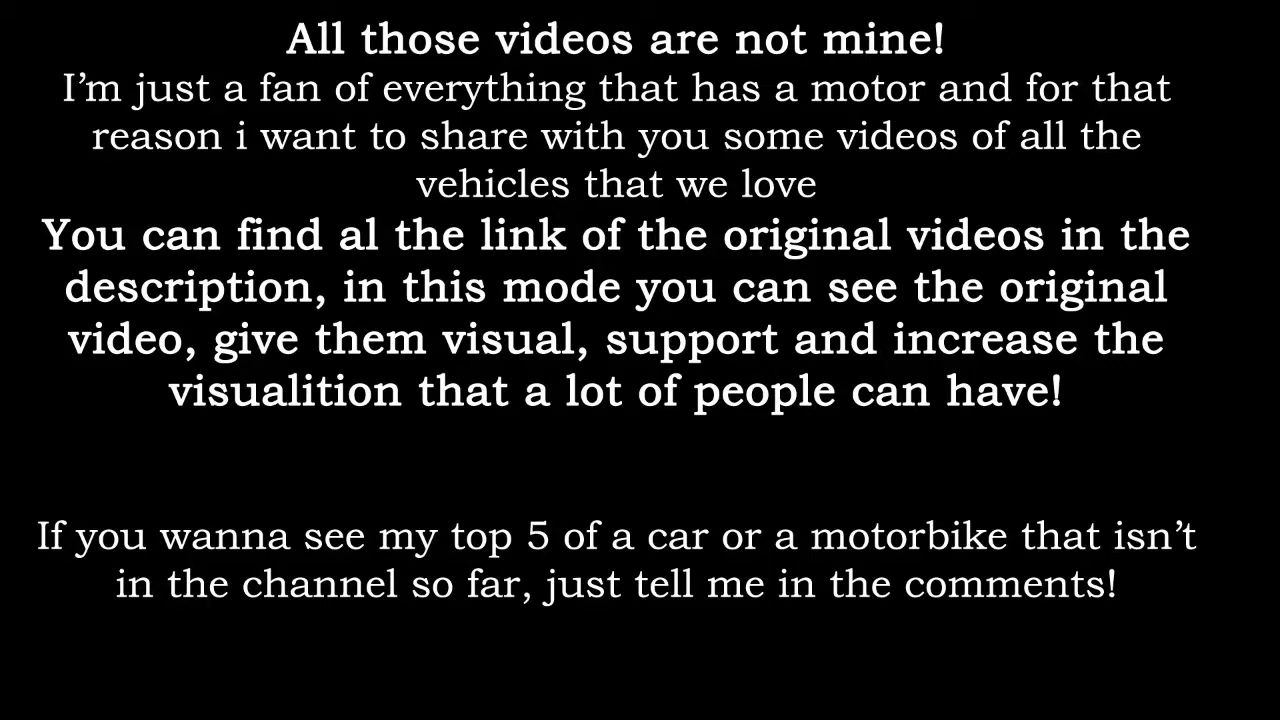 All those videos are not mine!
I’m just a fan of everything that has a motor and for that
reason i want to share with you some videos of all the
vehicles that we love
You can find al the link of the original videos in the
description, in this mode you can see the original
video, give them visual, support and increase the
visualition that a lot of people can have!
If you wanna see my top 5 of a car or a motorbike that isn’t
in the channel so far, just tell me in the comments!